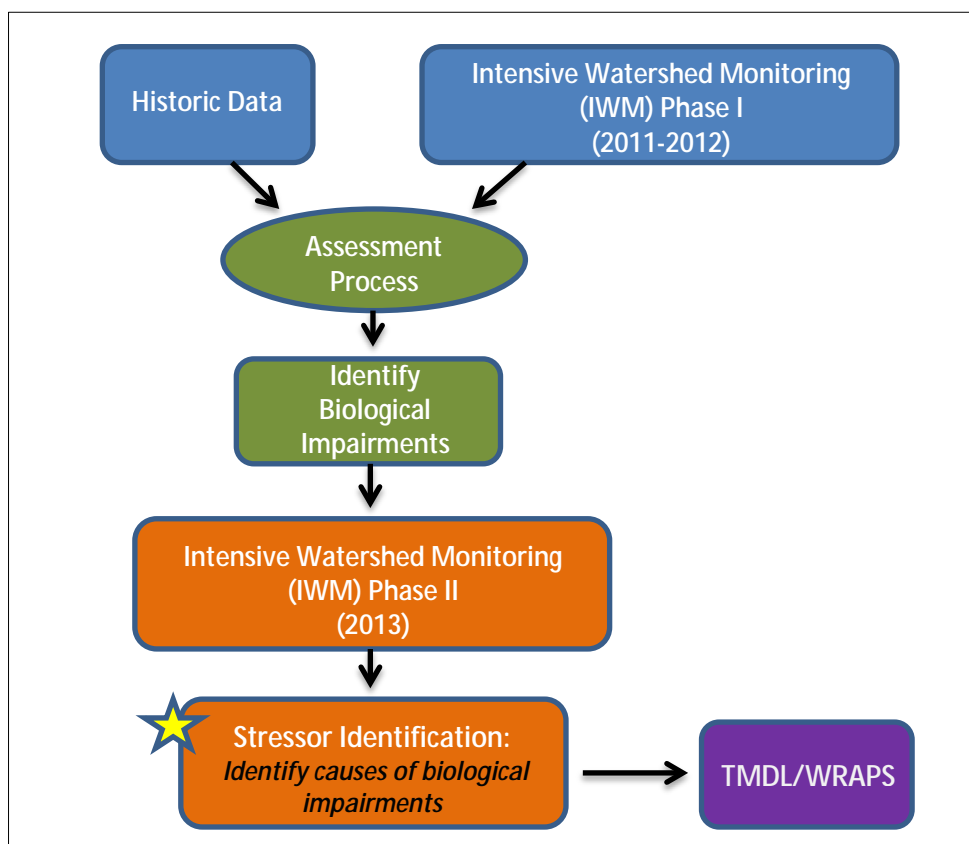 Historic Data
Intensive Watershed Monitoring
(IWM) Phase I
(2011-2012)
Assessment
Process
Identify
Biological
Impairments
Intensive Watershed Monitoring
(IWM) Phase II
(2013)
Stressor Identification:
Identify causes of biological
impairments
TMDL/WRAPS